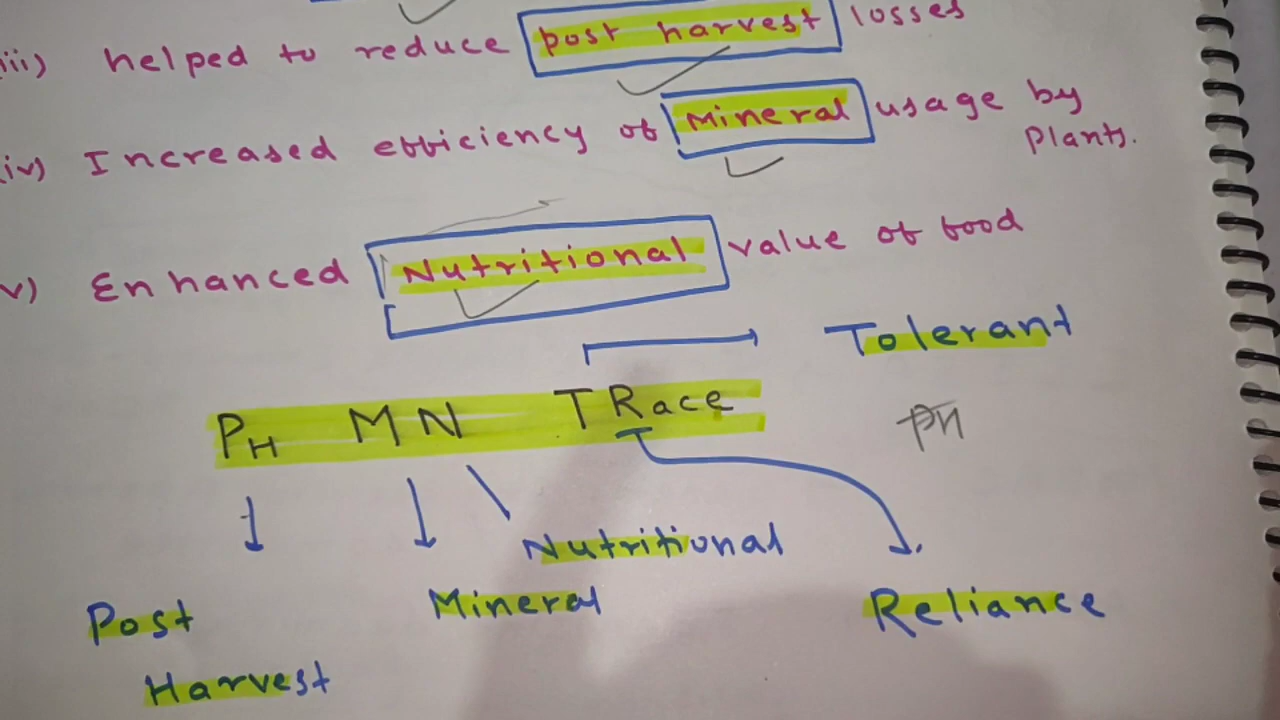 iii) helped to reduce post harvest losses
iv) Increased efficiency of Mineral usage by
plants.
v) Enhanced Nutritional value of food
Tolerant
PH MN TRace
PH
Nutritional
Mineral
Reliance
Post
Harvest